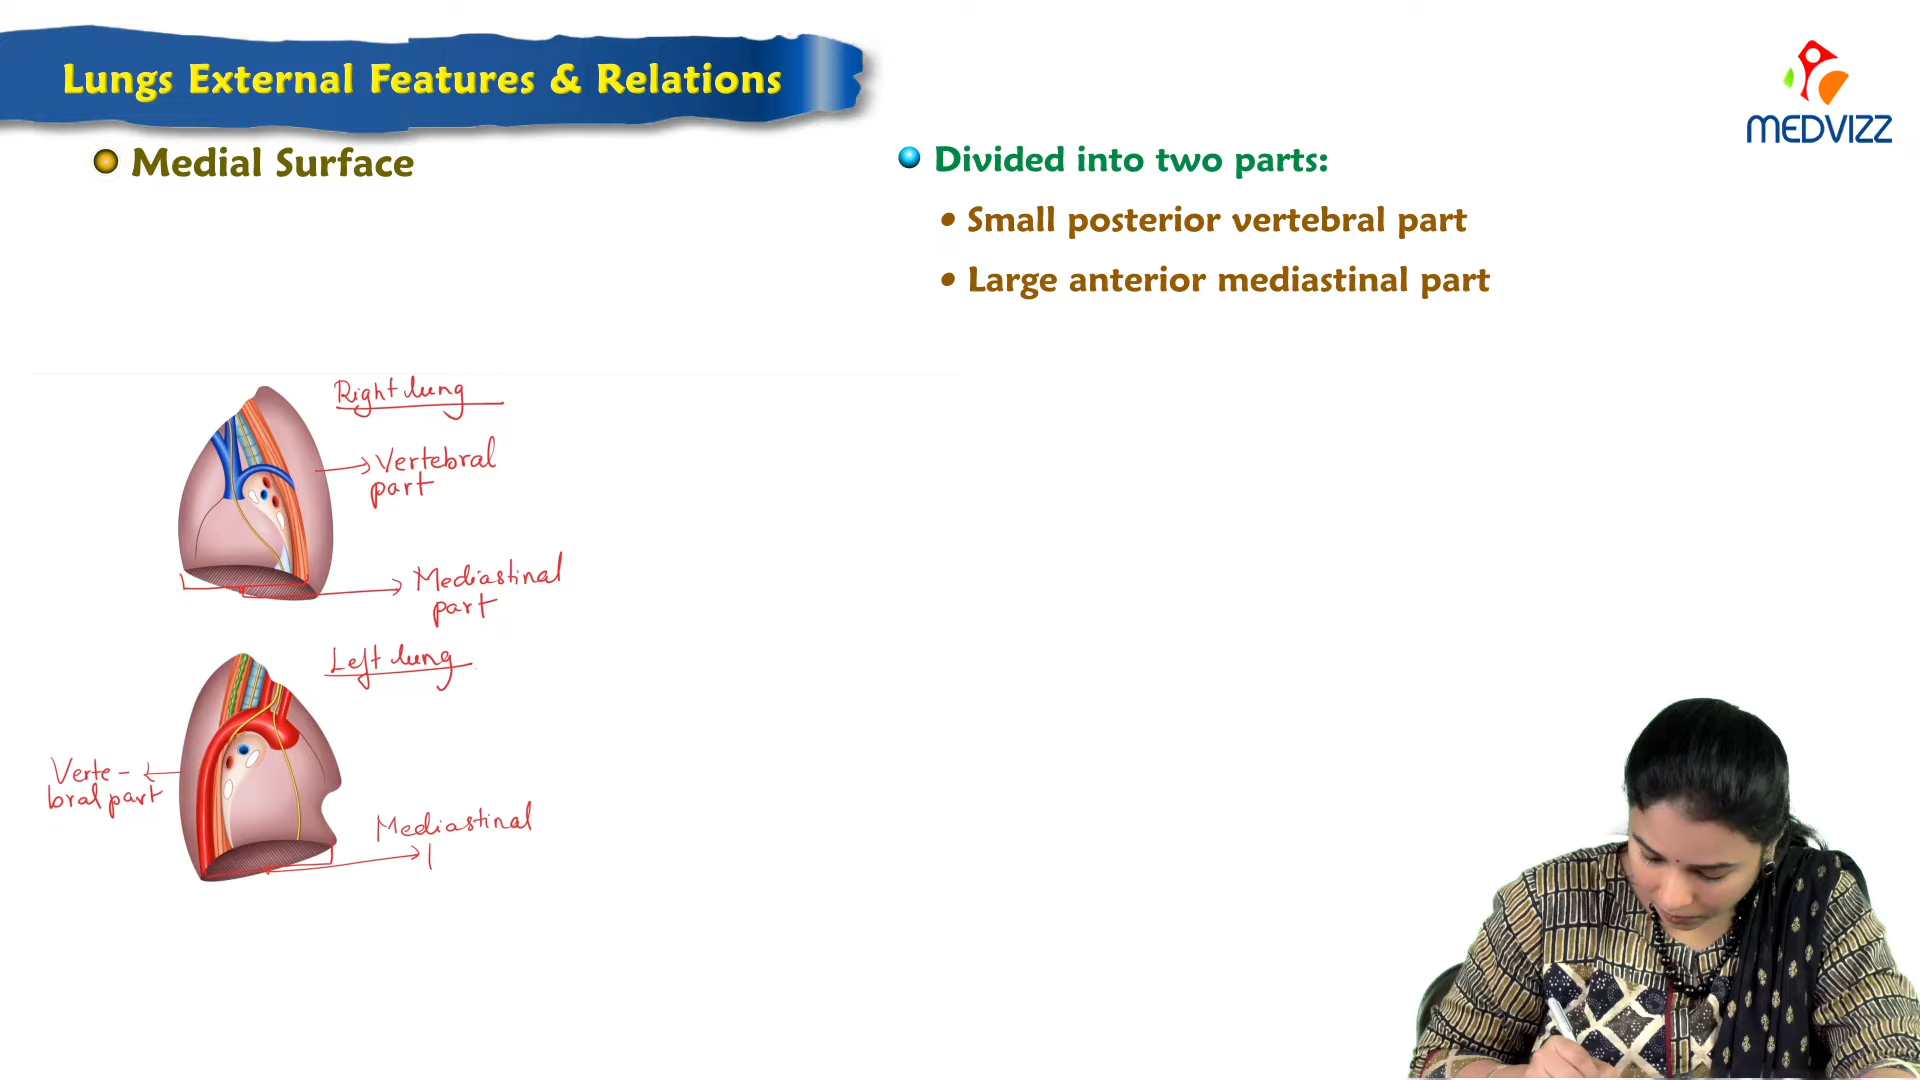 Lungs External Features & Relations
MEDVIZZ
Medial Surface
Divided into two parts:
• Small posterior vertebral part
• Large anterior mediastinal part
Right lung
Vertebral
part
Mediastinal
part
Left lung
Verte-
bral part
Mediastinal